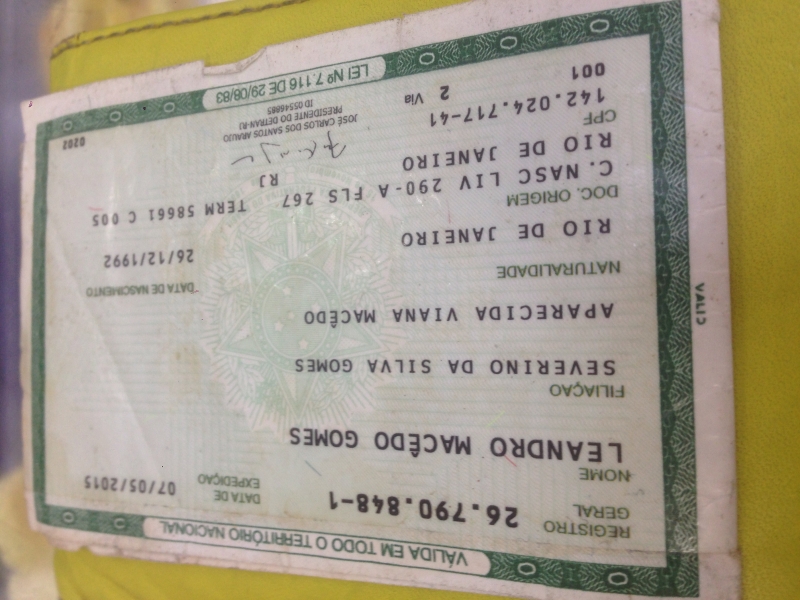 VÁLIDA EM TODO O TERRITÓRIO NACIONAL
REGISTRO GERAL 26.790.848-1 DATA DE EXPEDIÇÃO 07/05/2015
NOME
LEANDRO MACÊDO GOMES
FILIAÇÃO
SEVERINO DA SILVA GOMES
APARECIDA VIANA MACÊDO
NATURALIDADE DATA DE NASCIMENTO
RIO DE JANEIRO 26/12/1992
DOC. ORIGEM
C. NASC LIV 290-A FLS 267 TERM 58661 C 005
RIO DE JANEIRO RJ
CPF
142.024.717-41 2 Via
001
JOSÉ CARLOS DOS SANTOS ARAUJO
PRESIDENTE DO DETRAN-RJ
ID 05546885
0202
LEI Nº 7.116 DE 29/08/83